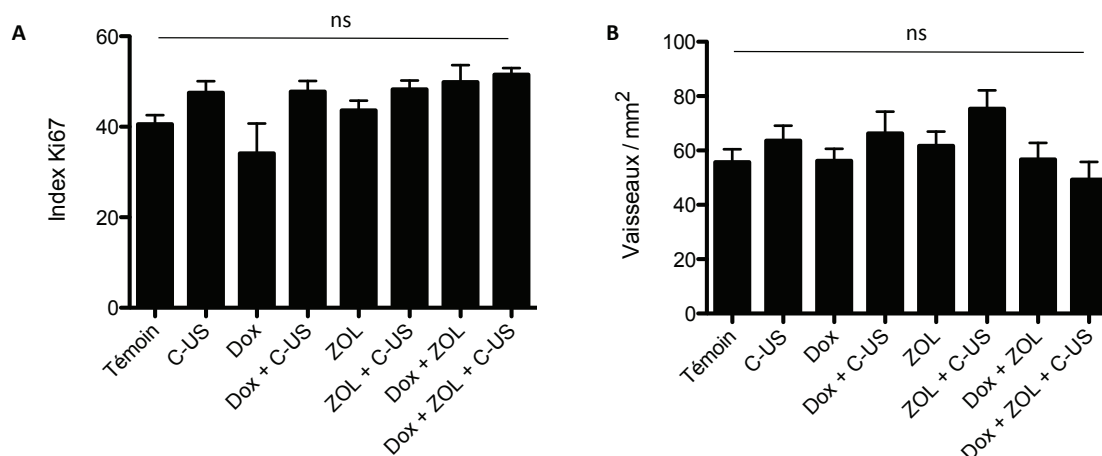 A
ns
Index Ki67
60
40
20
0
Témoin
C-US
Dox
Dox + C-US
ZOL
ZOL + C-US
Dox + ZOL
Dox + ZOL + C-US
B
ns
Vaisseaux / mm²
100
80
60
40
20
0
Témoin
C-US
Dox
Dox + C-US
ZOL
ZOL + C-US
Dox + ZOL
Dox + ZOL + C-US